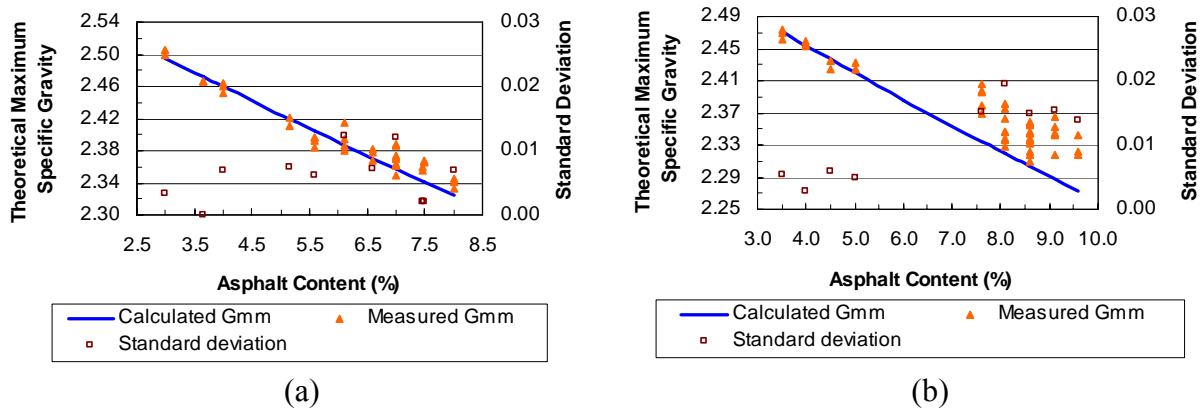 Theoretical Maximum
Specific Gravity
2.54
2.50
2.46
2.42
2.38
2.34
2.30
0.03
0.02
0.01
0.00
Standard Deviation
2.5 3.5 4.5 5.5 6.5 7.5 8.5
Asphalt Content (%)
Calculated Gmm Measured Gmm
Standard deviation
(a)
Theoretical Maximum
Specific Gravity
2.49
2.45
2.41
2.37
2.33
2.29
2.25
0.03
0.02
0.01
0.00
Standard Deviation
3.0 4.0 5.0 6.0 7.0 8.0 9.0 10.0
Asphalt Content (%)
Calculated Gmm Measured Gmm
Standard deviation
(b)